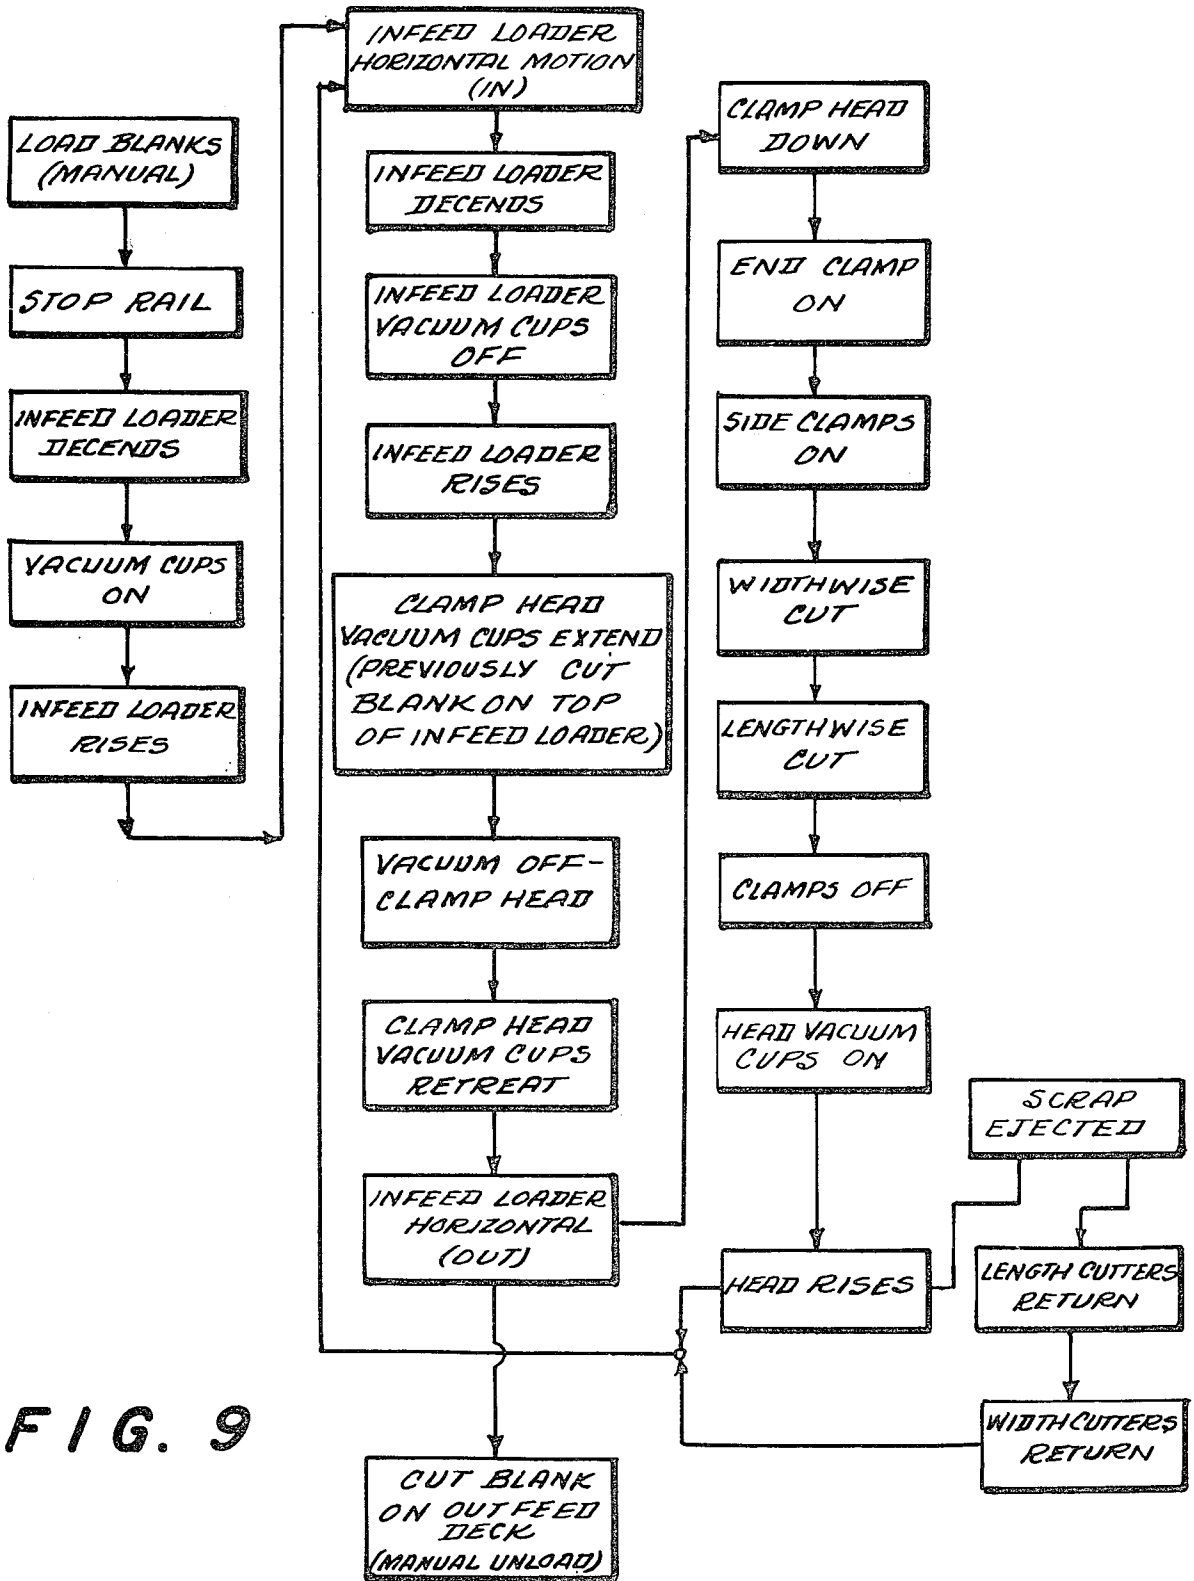 LOAD BLANKS
(MANUAL)
STOP RAIL
INFEED LOADER
DECENDS
VACUUM CUPS
ON
INFEED LOADER
RISES
INFEED LOADER
HORIZONTAL MOTION
(IN)
INFEED LOADER
DECENDS
INFEED LOADER
VACUUM CUPS
OFF
INFEED LOADER
RISES
CLAMP HEAD
VACUUM CUPS EXTEND
(PREVIOUSLY CUT
BLANK ON TOP
OF INFEED LOADER)
VACUUM OFF-
CLAMP HEAD
CLAMP HEAD
VACUUM CUPS
RETREAT
INFEED LOADER
HORIZONTAL
(OUT)
CUT BLANK
ON OUTFEED
DECK
(MANUAL UNLOAD)
CLAMP HEAD
DOWN
END CLAMP
ON
SIDE CLAMPS
ON
WIDTHWISE
CUT
LENGTHWISE
CUT
CLAMPS OFF
HEAD VACUUM
CUPS ON
HEAD RISES
SCRAP
EJECTED
LENGTH CUTTERS
RETURN
WIDTH CUTTERS
RETURN
FIG. 9